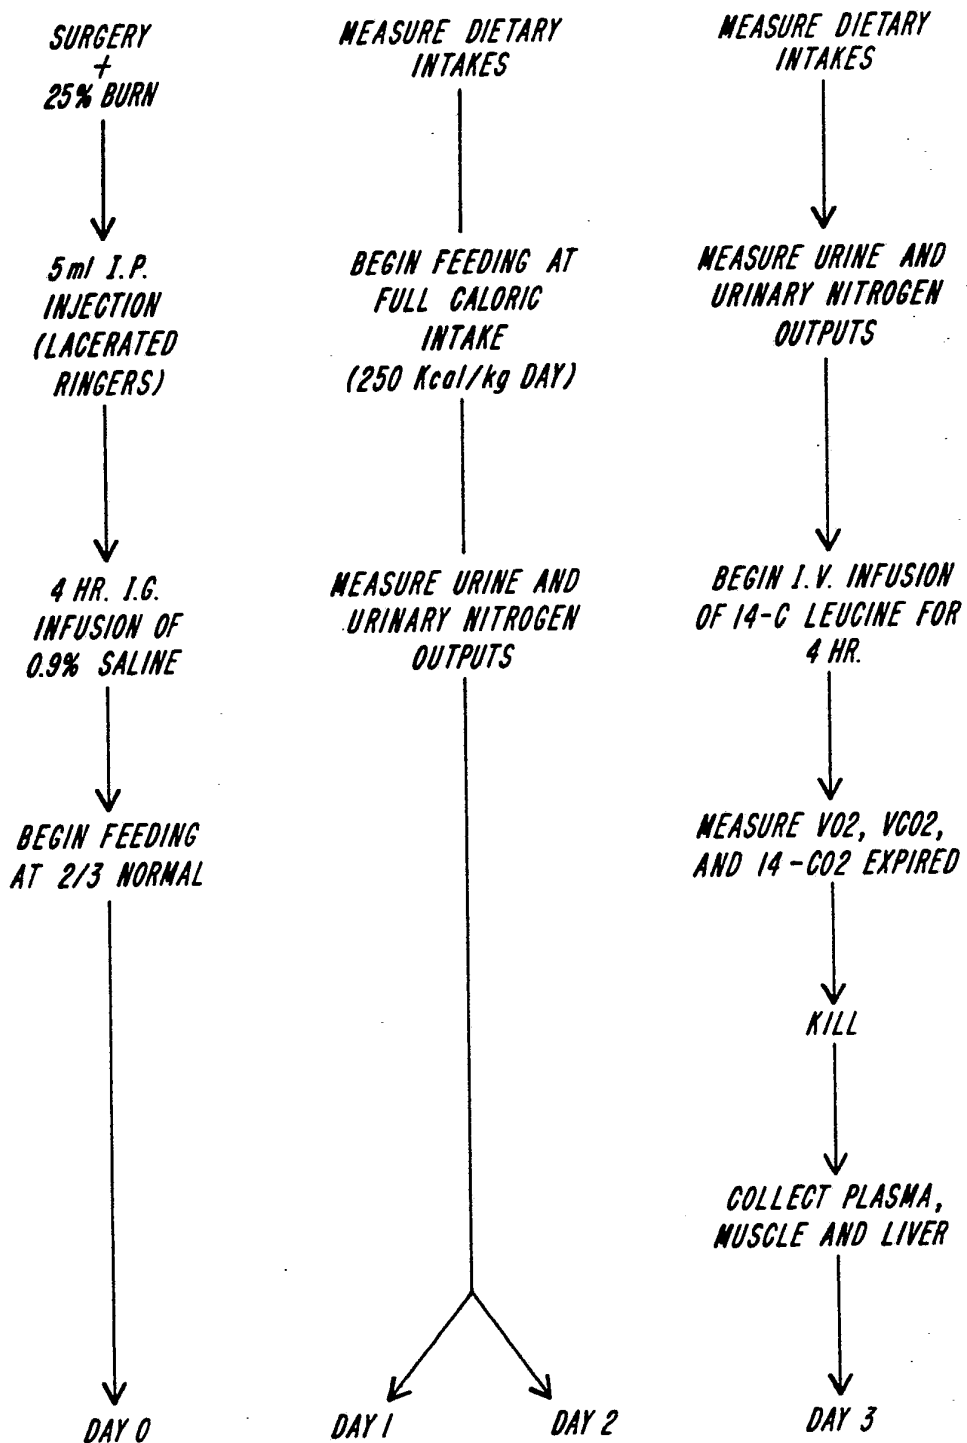 SURGERY
+
25% BURN
5ml I.P.
INJECTION
(LACERATED
RINGERS)
4 HR. I.G.
INFUSION OF
0.9% SALINE
BEGIN FEEDING
AT 2/3 NORMAL
DAY 0
MEASURE DIETARY
INTAKES
BEGIN FEEDING AT
FULL CALORIC
INTAKE
(250 Kcal/kg DAY)
MEASURE URINE AND
URINARY NITROGEN
OUTPUTS
DAY 1
DAY 2
MEASURE DIETARY
INTAKES
MEASURE URINE AND
URINARY NITROGEN
OUTPUTS
BEGIN I.V. INFUSION
OF 14-C LEUCINE FOR
4 HR.
MEASURE VO2, VCO2,
AND 14-CO2 EXPIRED
KILL
COLLECT PLASMA,
MUSCLE AND LIVER
DAY 3